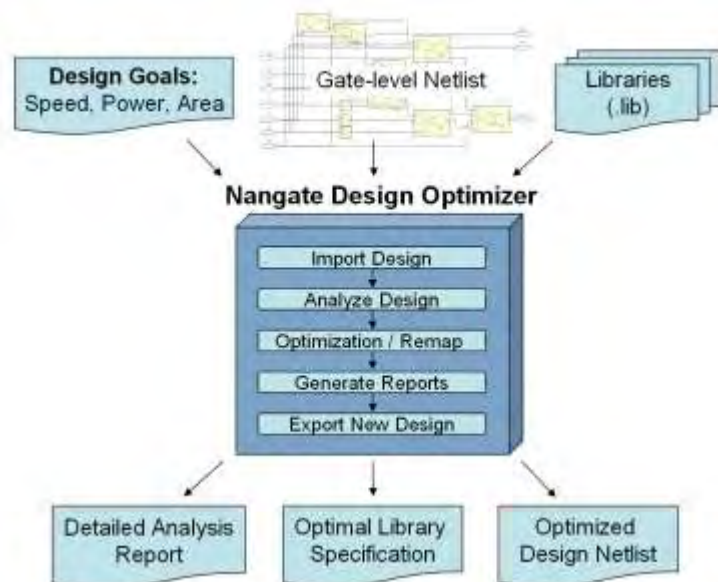 Design Goals:
Speed, Power, Area
Gate-level Netlist
Libraries
(.lib)
Nangate Design Optimizer
Import Design
Analyze Design
Optimization / Remap
Generate Reports
Export New Design
Detailed Analysis
Report
Optimal Library
Specification
Optimized
Design Netlist